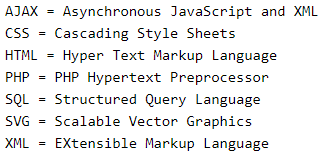 AJAX = Asynchronous JavaScript and XML
CSS = Cascading Style Sheets
HTML = Hyper Text Markup Language
PHP = PHP Hypertext Preprocessor
SQL = Structured Query Language
SVG = Scalable Vector Graphics
XML = EXtensible Markup Language